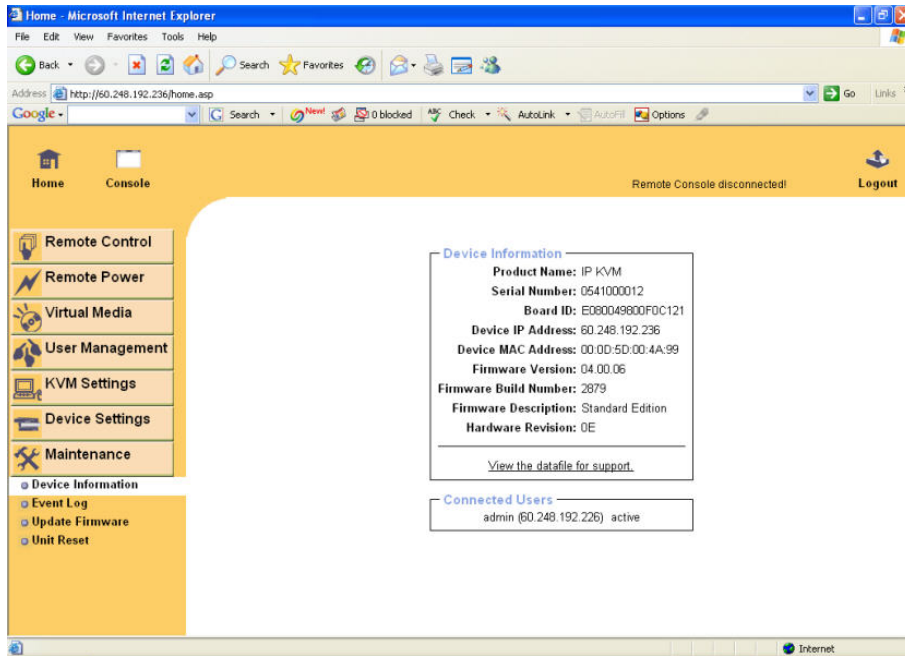 Home - Microsoft Internet Explorer
File Edit View Favorites Tools Help
Back Search Favorites
Address http://60.248.192.236/home.asp Go Links
Google Search New! 0 blocked ABC Check AutoLink AutoFill Options
Home Console Remote Console disconnected! Logout
Remote Control
Remote Power
Virtual Media
User Management
KVM Settings
Device Settings
Maintenance
Device Information
Event Log
Update Firmware
Unit Reset
Device Information
Product Name: IP KVM
Serial Number: 0541000012
Board ID: E080049800F0C121
Device IP Address: 60.248.192.236
Device MAC Address: 00:0D:5D:00:4A:99
Firmware Version: 04.00.06
Firmware Build Number: 2879
Firmware Description: Standard Edition
Hardware Revision: 0E
View the datafile for support.
Connected Users
admin (60.248.192.226) active
Internet